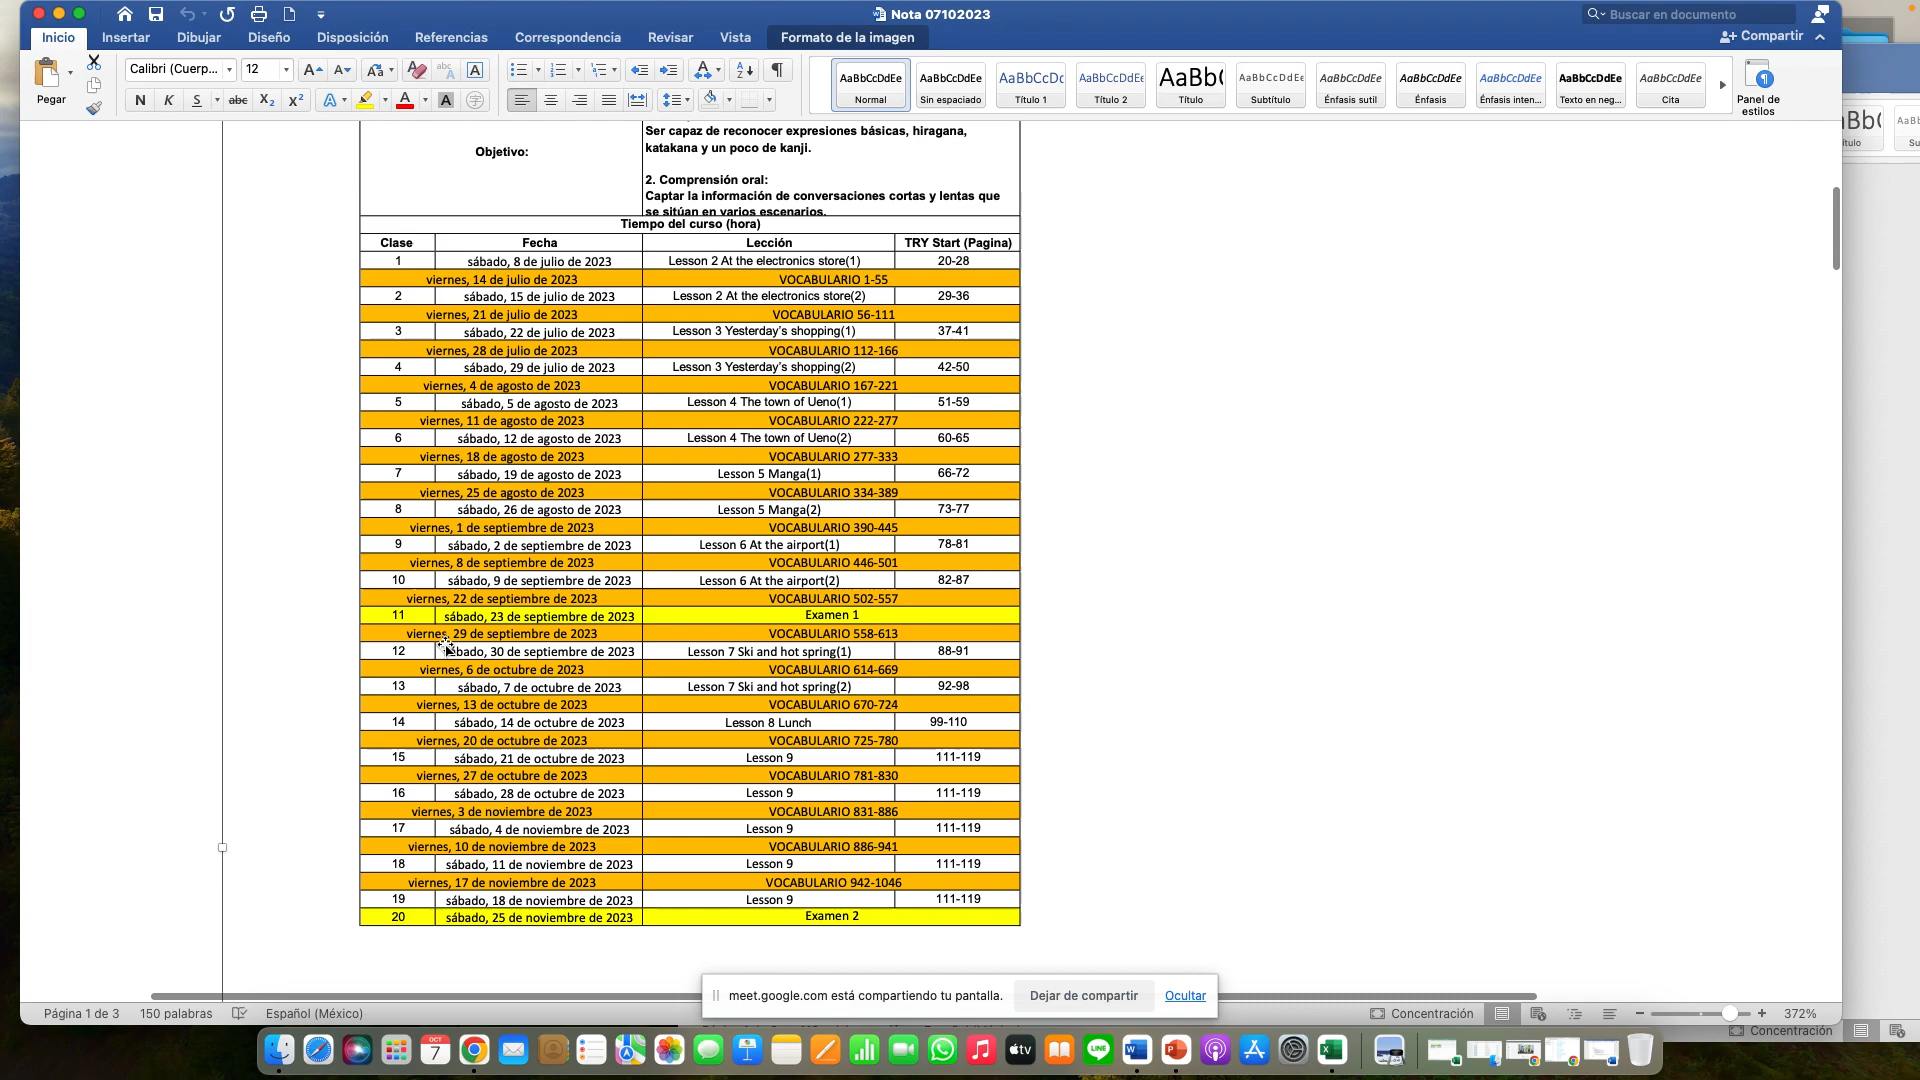 Nota 07102023
Buscar en documento
Inicio Insertar Dibujar Diseño Disposición Referencias Correspondencia Revisar Vista Formato de la imagen
Compartir
Pegar
Calibri (Cuerp... 12
N K S abc X2 X2
AaBbCcDdEe AaBbCcDdEe AaBbCcDc AaBbCcDdEe AaBb( AaBbCcDdEe AaBbCcDdEe AaBbCcDdEe AaBbCcDdEe AaBbCcDdEe AaBbCcDdEe
Normal Sin espaciado Título 1 Título 2 Título Subtítulo Énfasis sutil Énfasis Énfasis inten... Texto en neg... Cita
Panel de
estilos
Objetivo:
Ser capaz de reconocer expresiones básicas, hiragana,
katakana y un poco de kanji.
2. Comprensión oral:
Captar la información de conversaciones cortas y lentas que
se sitúan en varios escenarios.
Tiempo del curso (hora)
Clase Fecha Lección TRY Start (Pagina)
1 sábado, 8 de julio de 2023 Lesson 2 At the electronics store(1) 20-28
viernes, 14 de julio de 2023 VOCABULARIO 1-55
2 sábado, 15 de julio de 2023 Lesson 2 At the electronics store(2) 29-36
viernes, 21 de julio de 2023 VOCABULARIO 56-111
3 sábado, 22 de julio de 2023 Lesson 3 Yesterday's shopping(1) 37-41
viernes, 28 de julio de 2023 VOCABULARIO 112-166
4 sábado, 29 de julio de 2023 Lesson 3 Yesterday's shopping(2) 42-50
viernes, 4 de agosto de 2023 VOCABULARIO 167-221
5 sábado, 5 de agosto de 2023 Lesson 4 The town of Ueno(1) 51-59
viernes, 11 de agosto de 2023 VOCABULARIO 222-277
6 sábado, 12 de agosto de 2023 Lesson 4 The town of Ueno(2) 60-65
viernes, 18 de agosto de 2023 VOCABULARIO 277-333
7 sábado, 19 de agosto de 2023 Lesson 5 Manga(1) 66-72
viernes, 25 de agosto de 2023 VOCABULARIO 334-389
8 sábado, 26 de agosto de 2023 Lesson 5 Manga(2) 73-77
viernes, 1 de septiembre de 2023 VOCABULARIO 390-445
9 sábado, 2 de septiembre de 2023 Lesson 6 At the airport(1) 78-81
viernes, 8 de septiembre de 2023 VOCABULARIO 446-501
10 sábado, 9 de septiembre de 2023 Lesson 6 At the airport(2) 82-87
viernes, 22 de septiembre de 2023 VOCABULARIO 502-557
11 sábado, 23 de septiembre de 2023 Examen 1
viernes, 29 de septiembre de 2023 VOCABULARIO 558-613
12 sábado, 30 de septiembre de 2023 Lesson 7 Ski and hot spring(1) 88-91
viernes, 6 de octubre de 2023 VOCABULARIO 614-669
13 sábado, 7 de octubre de 2023 Lesson 7 Ski and hot spring(2) 92-98
viernes, 13 de octubre de 2023 VOCABULARIO 670-724
14 sábado, 14 de octubre de 2023 Lesson 8 Lunch 99-110
viernes, 20 de octubre de 2023 VOCABULARIO 725-780
15 sábado, 21 de octubre de 2023 Lesson 9 111-119
viernes, 27 de octubre de 2023 VOCABULARIO 781-830
16 sábado, 28 de octubre de 2023 Lesson 9 111-119
viernes, 3 de noviembre de 2023 VOCABULARIO 831-886
17 sábado, 4 de noviembre de 2023 Lesson 9 111-119
viernes, 10 de noviembre de 2023 VOCABULARIO 886-941
18 sábado, 11 de noviembre de 2023 Lesson 9 111-119
viernes, 17 de noviembre de 2023 VOCABULARIO 942-1046
19 sábado, 18 de noviembre de 2023 Lesson 9 111-119
20 sábado, 25 de noviembre de 2023 Examen 2
meet.google.com está compartiendo tu pantalla. Dejar de compartir Ocultar
Página 1 de 3 150 palabras Español (México) Concentración 372%
Concentración
OCT
7
tv
LINE